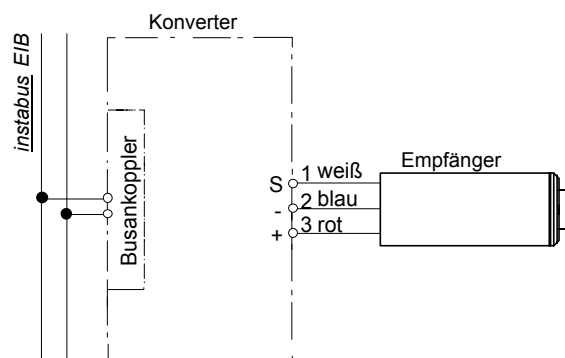 Konverter
instabus EIB
Busankoppler
S 1 weiß
- 2 blau
+ 3 rot
Empfänger